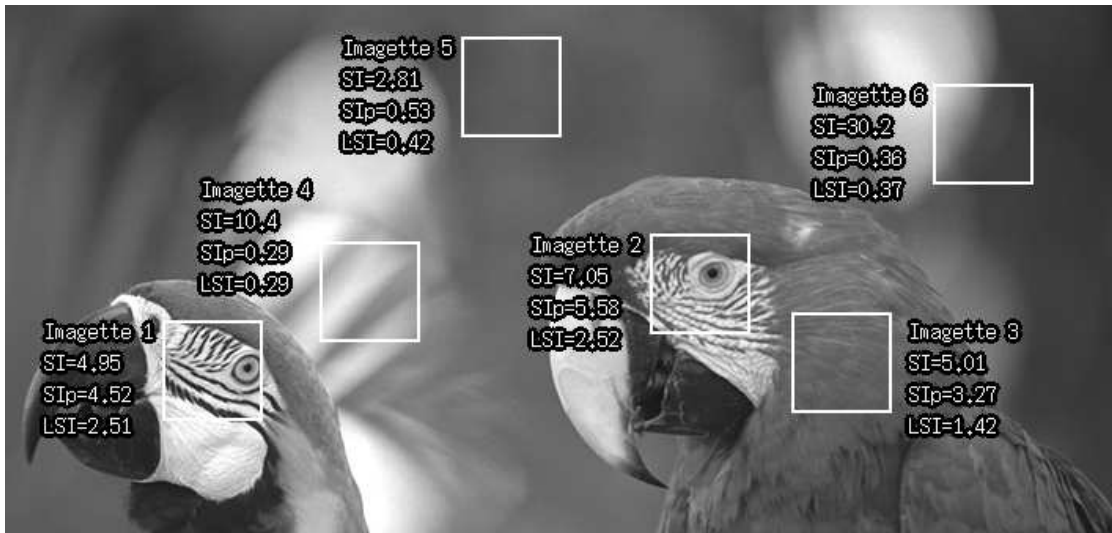 Imagette 5
SI=2.81
SIp=0.53
LSI=0.42
Imagette 6
SI=30.2
SIp=0.36
LSI=0.37
Imagette 4
SI=10.4
SIp=0.29
LSI=0.29
Imagette 2
SI=7.05
SIp=5.58
LSI=2.52
Imagette 1
SI=4.95
SIp=4.52
LSI=2.51
Imagette 3
SI=5.01
SIp=3.27
LSI=1.42